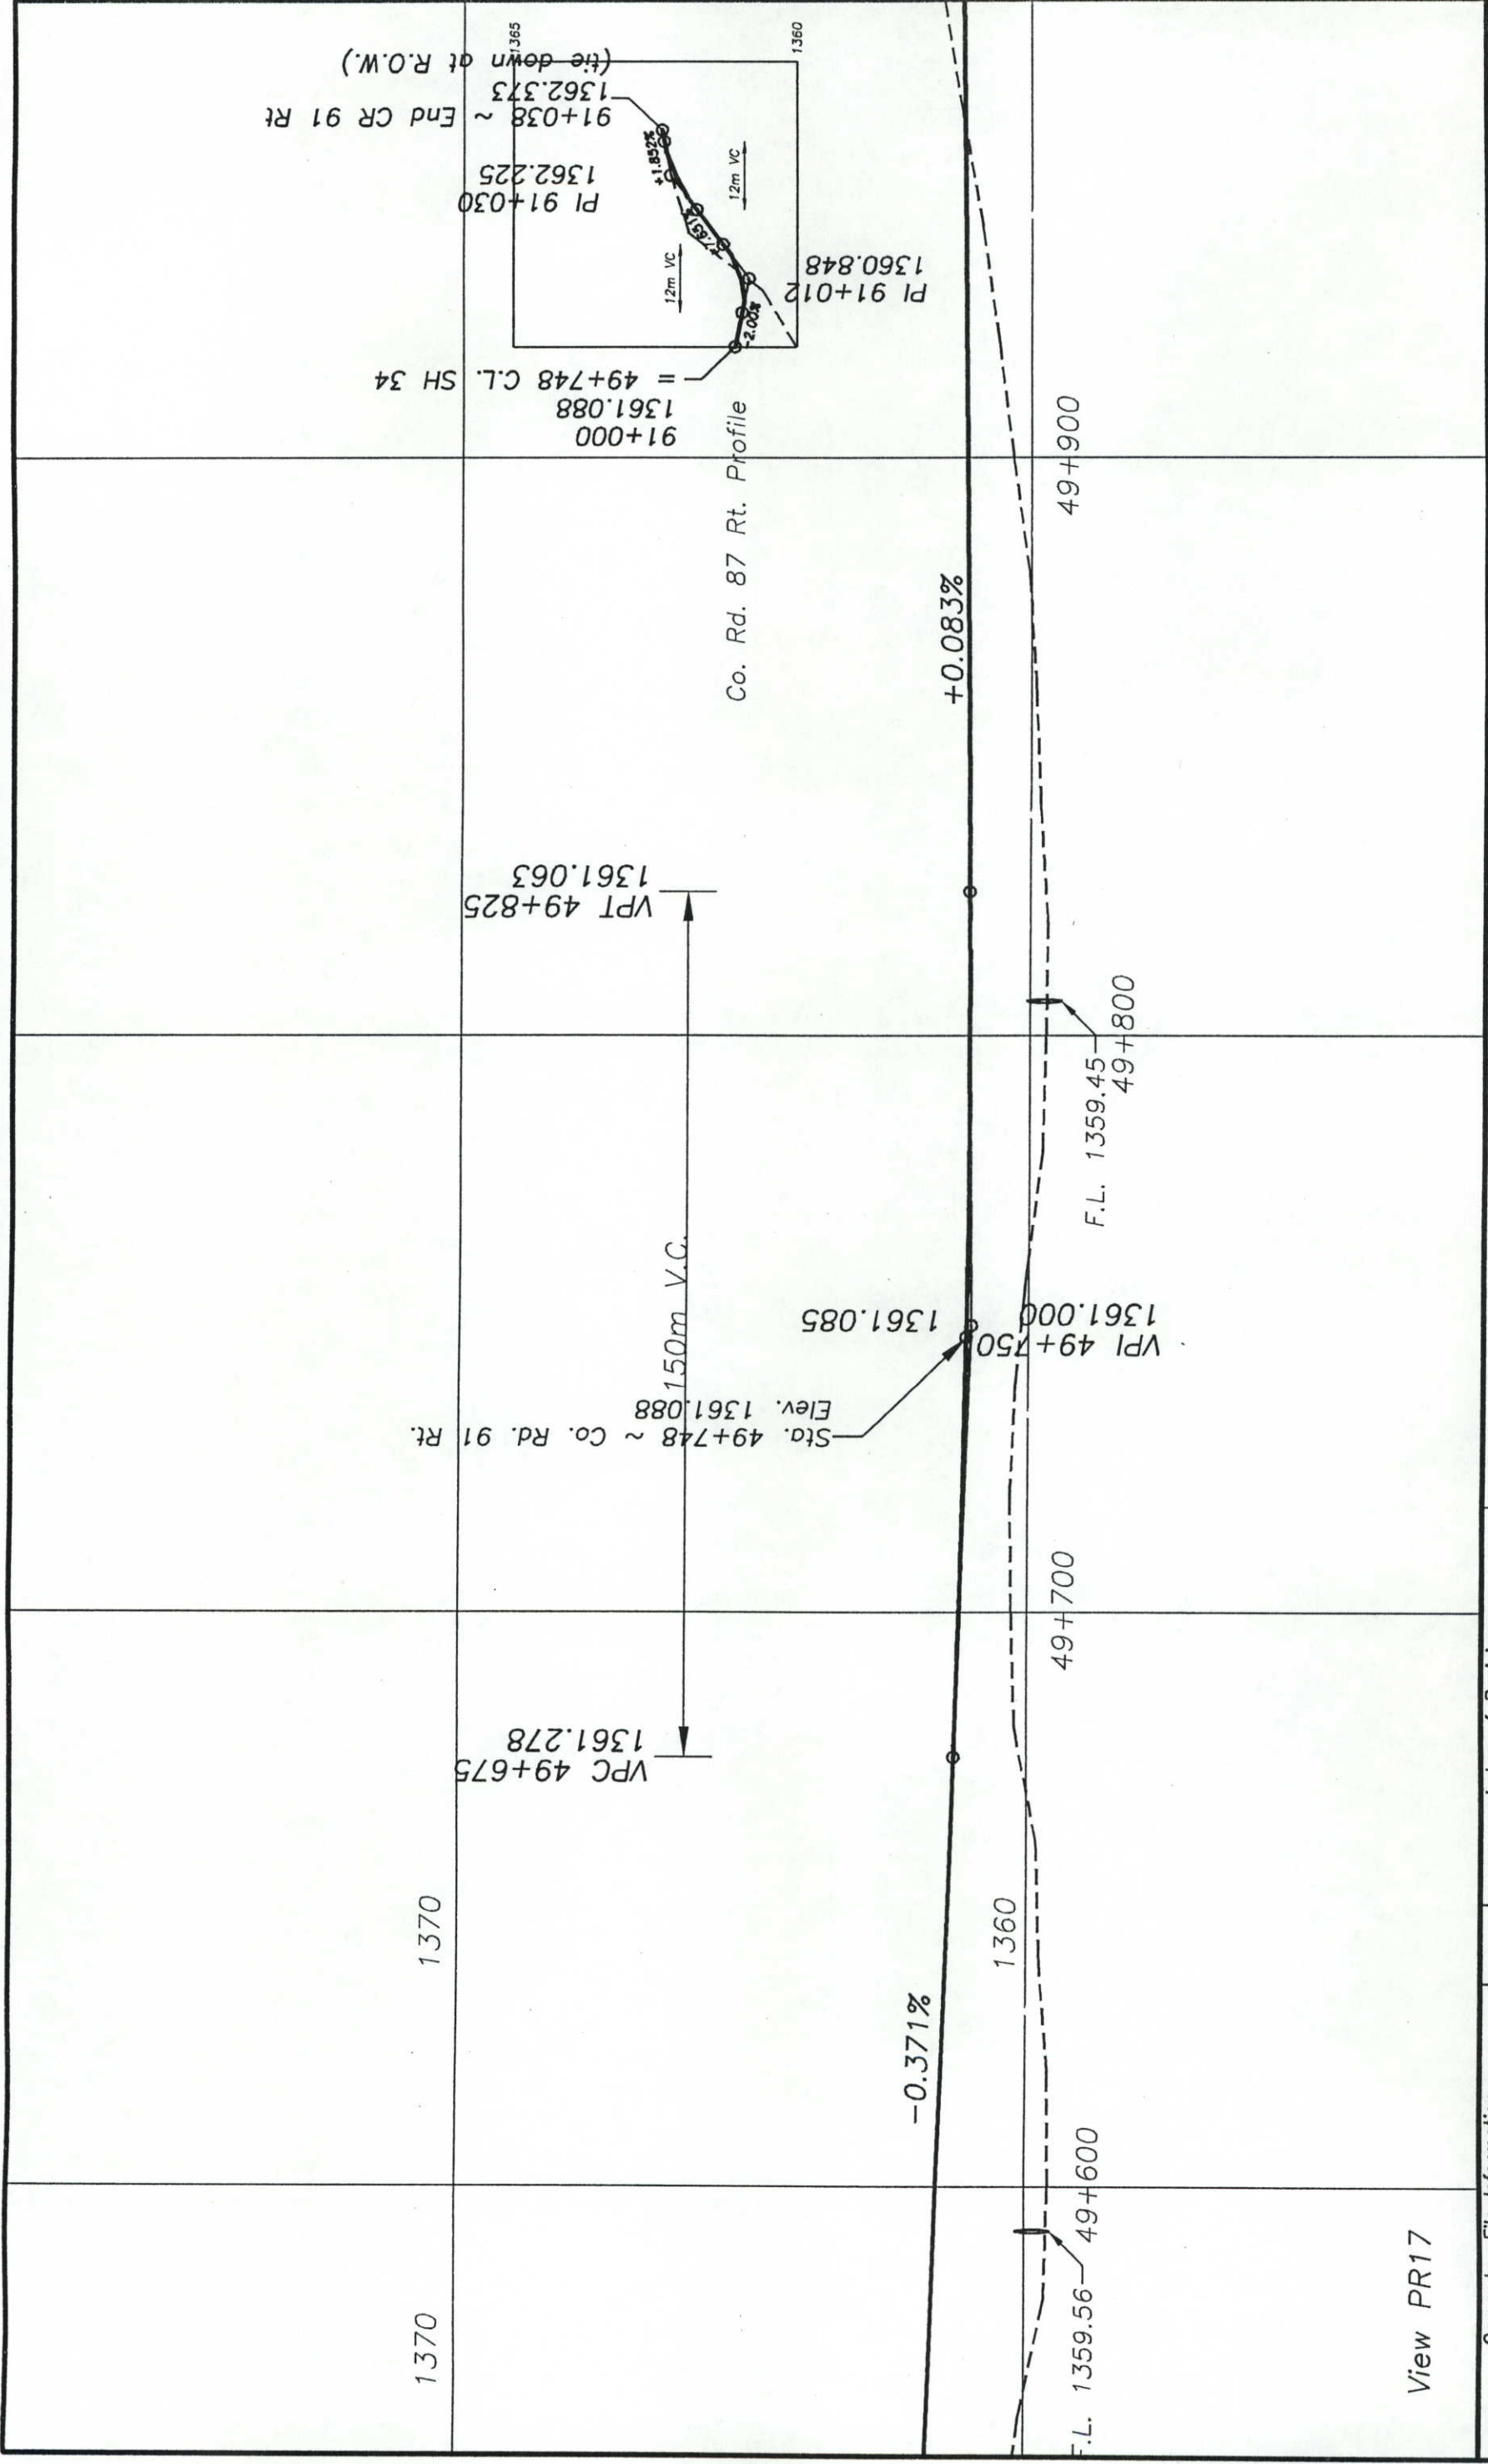 1365
1360
(tie down at R.O.W.)
1362.373
91+038 ~ End CR 91 Rt
1362.225
PI 91+030
+1.852%
12m VC
12m VC
1360.848
PI 91+012
-2.00%
= 49+748 C.L. SH 34
1361.088
91+000
Co. Rd. 87 Rt. Profile
49+900
+0.083%
1361.063
VPT 49+825
F.L. 1359.45
49+800
150m V.C.
1361.085
1361.000
VPI 49+750
Elev. 1361.088
Sta. 49+748 ~ Co. Rd. 91 Rt.
49+700
1361.278
VPC 49+675
1370
1360
-0.371%
F.L. 1359.56
49+600
1370
View PR17